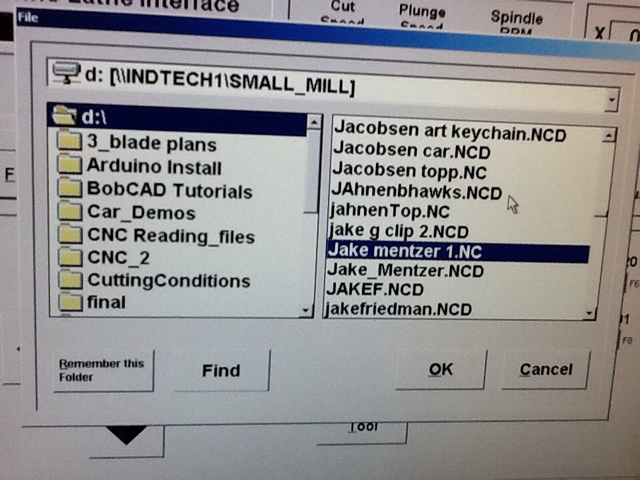 Lathe Interface
Cut
Plunge
Spindle
RPM
X
File
d: [\\INDTECH1\SMALL_MILL]
d:\
3_blade plans
Arduino Install
BobCAD Tutorials
Car_Demos
CNC Reading_files
CNC_2
CuttingConditions
final
Jacobsen art keychain.NCD
Jacobsen car.NCD
Jacobsen topp.NC
JAhnenbhawks.NCD
jahnenTop.NC
jake g clip 2.NCD
Jake mentzer 1.NC
Jake_Mentzer.NCD
JAKEF.NCD
jakefriedman.NCD
Remember this
Folder
Find
OK
Cancel
F6
F8
Tool